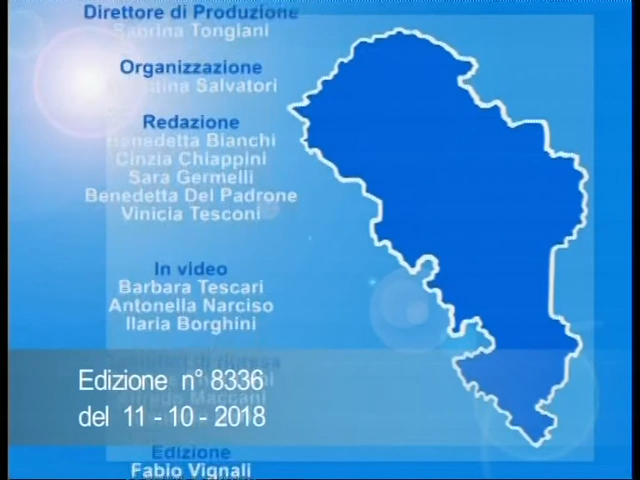 Direttore di Produzione
Sabrina Tongiani
Organizzazione
Salvatori
Redazione
Benedetta Bianchi
Cinzia Chiappini
Sara Germelli
Benedetta Del Padrone
Vinicia Tesconi
In video
Barbara Tescari
Antonella Narciso
Ilaria Borghini
Edizione n° 8336
Maccani
del 11 - 10 - 2018
Edizione
Fabio Vignali